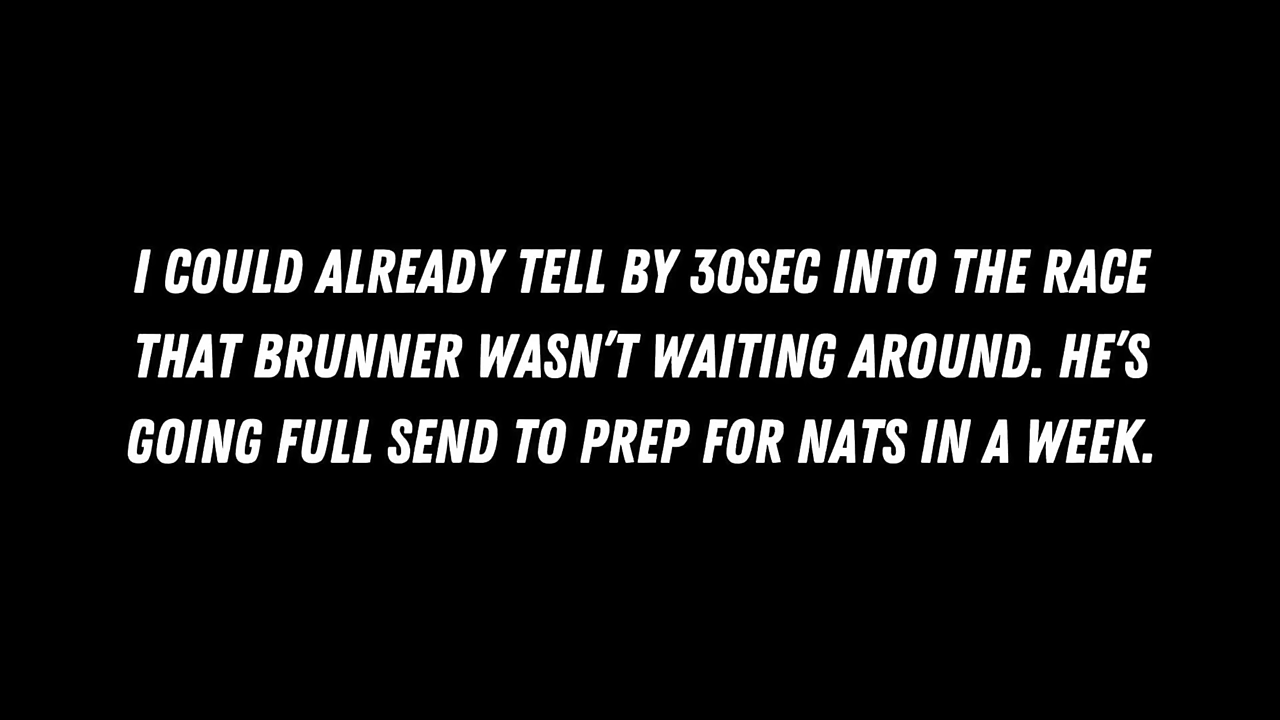 I COULD ALREADY TELL BY 30SEC INTO THE RACE
THAT BRUNNER WASN'T WAITING AROUND. HE'S
GOING FULL SEND TO PREP FOR NATS IN A WEEK.